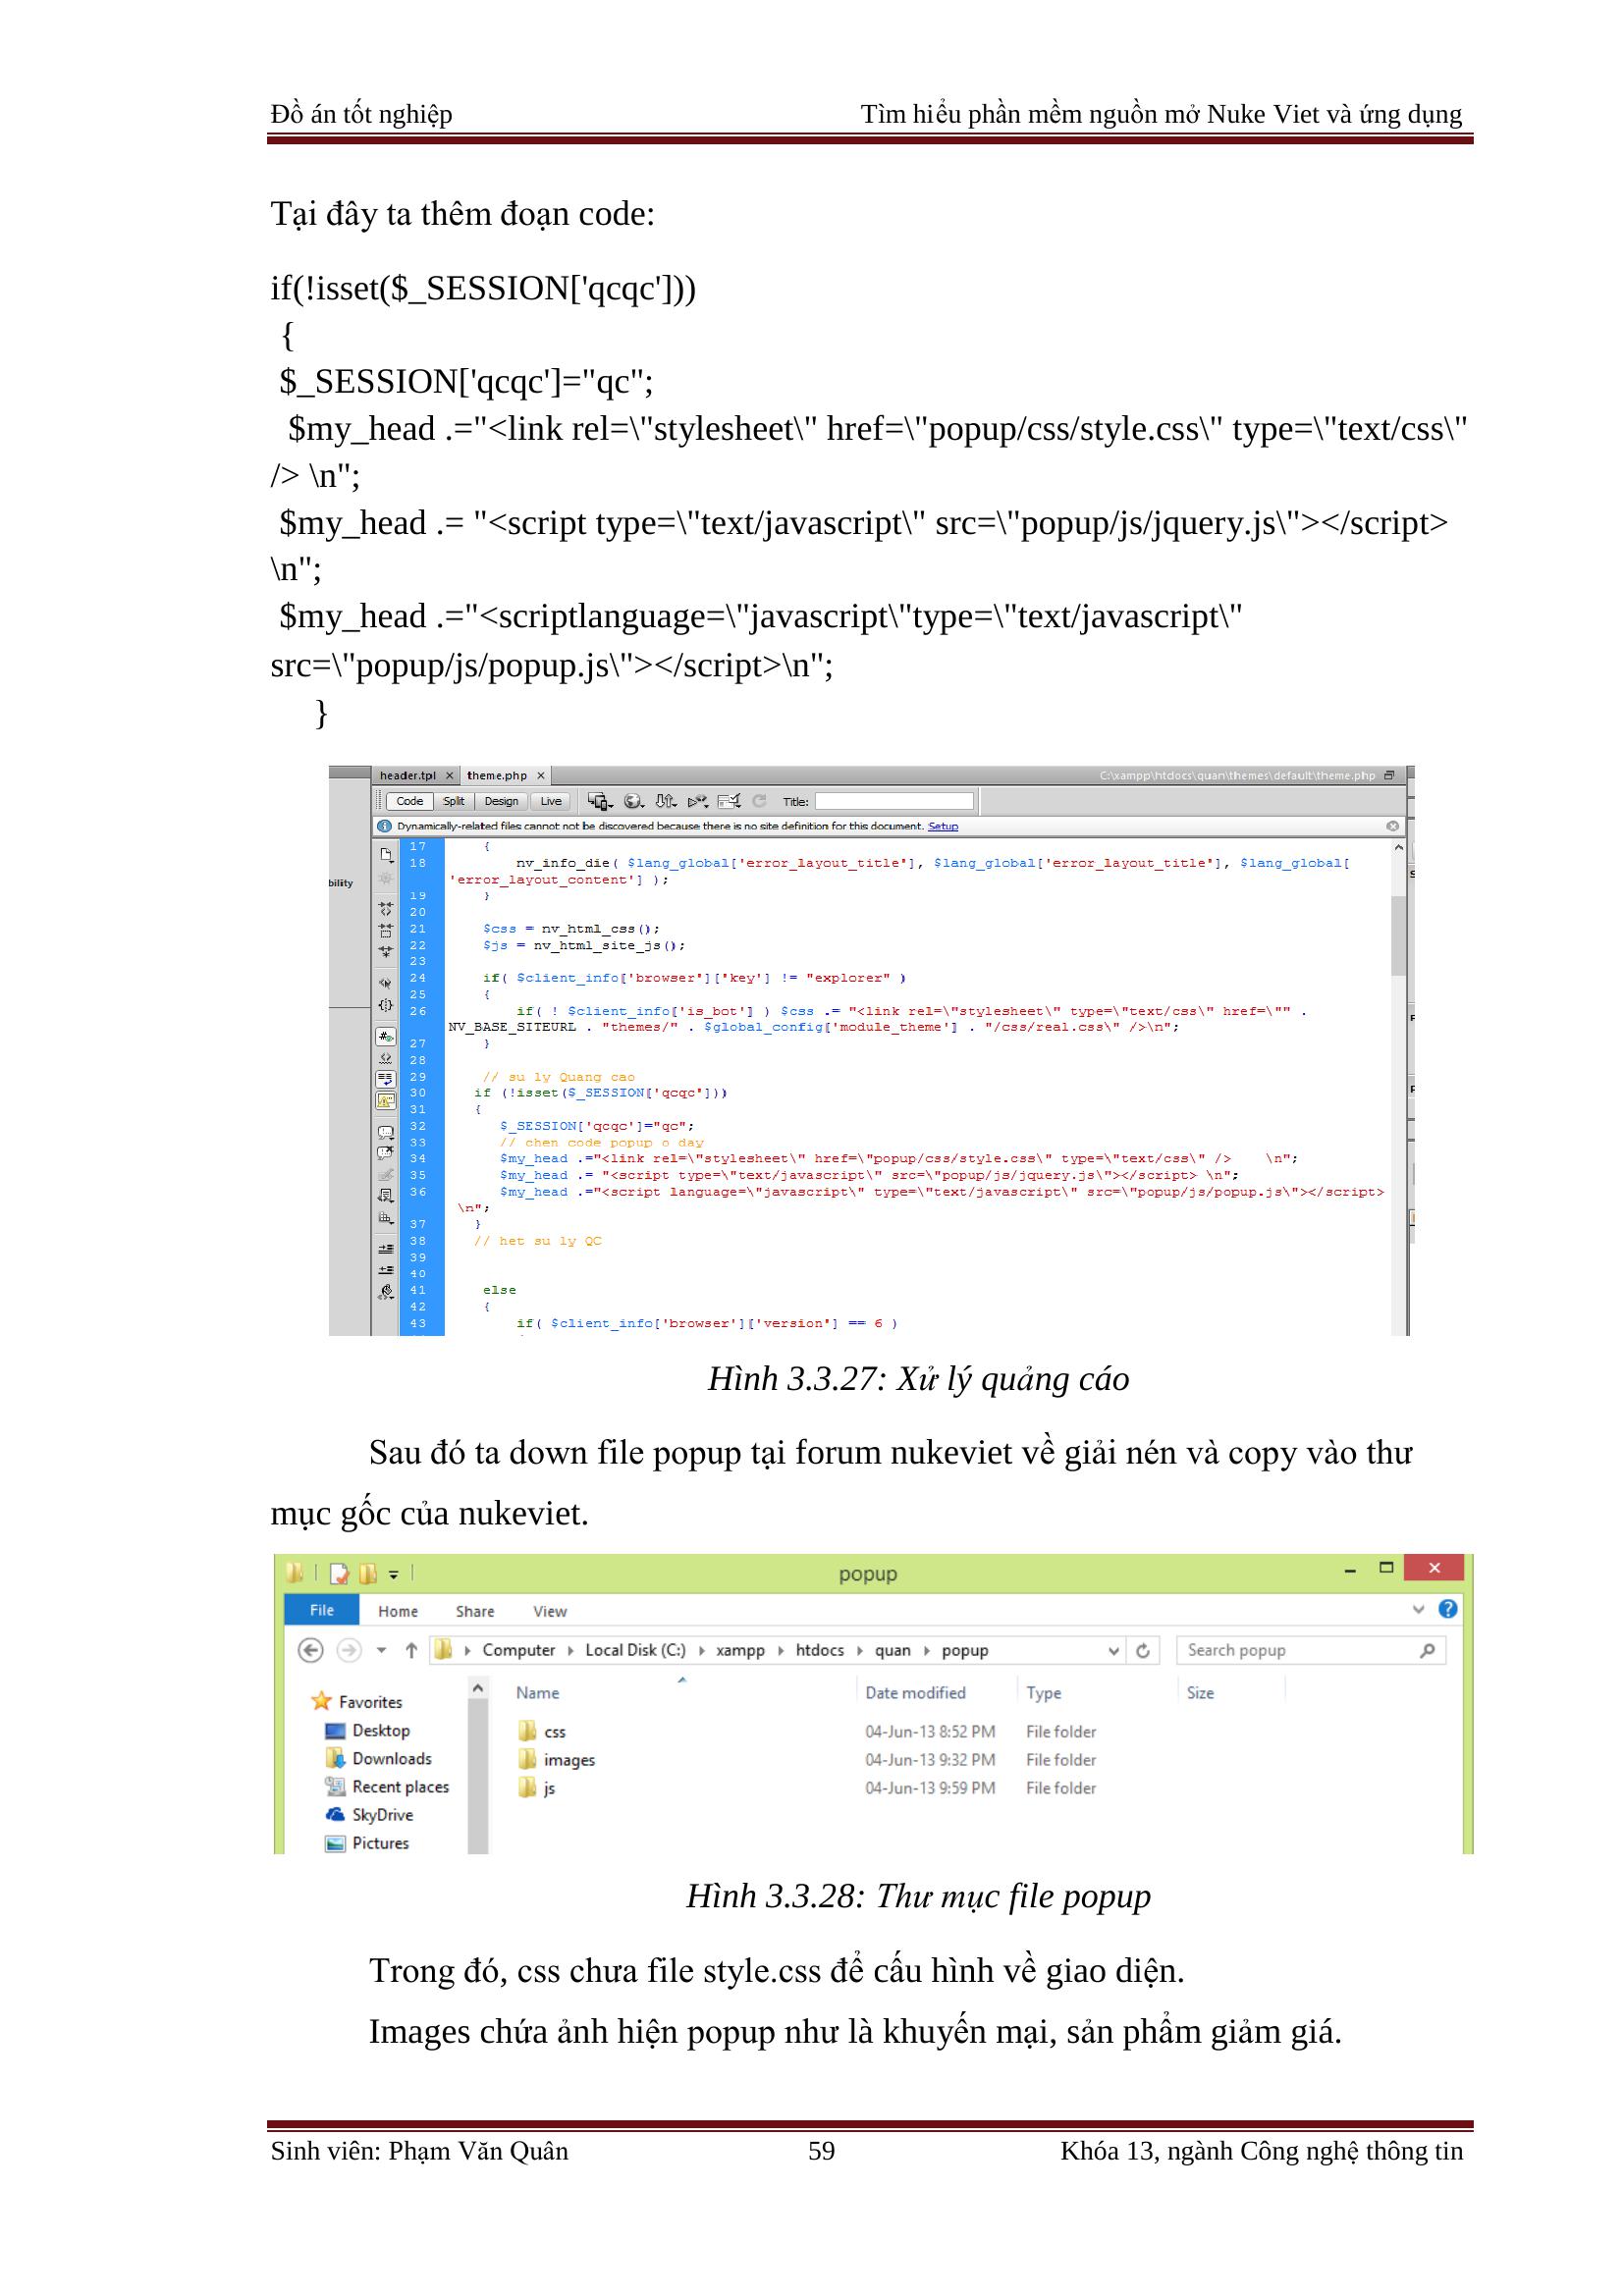 Đồ án tốt nghiệp Tìm hiểu phần mềm nguồn mở Nuke Viet và ứng dụng
Tại đây ta thêm đoạn code:
if(!isset($_SESSION['qcqc']))
{
$_SESSION['qcqc']="qc";
$my_head .="<link rel=\"stylesheet\" href=\"popup/css/style.css\" type=\"text/css\"
/> \n";
$my_head .= "<script type=\"text/javascript\" src=\"popup/js/jquery.js\"></script>
\n";
$my_head .="<scriptlanguage=\"javascript\"type=\"text/javascript\"
src=\"popup/js/popup.js\"></script>\n";
}
header.tpl × theme.php × C:\xampp\htdocs\quan\themes\default\theme.php
Code Split Design Live Title:
Dynamically-related files cannot not be discovered because there is no site definition for this document. Setup
bility
17 {
18 nv_info_die( $lang_global['error_layout_title'], $lang_global['error_layout_title'], $lang_global[
'error_layout_content'] );
19 }
20
21 $css = nv_html_css();
22 $js = nv_html_site_js();
23
24 if( $client_info['browser']['key'] != "explorer" )
25 {
26 if( ! $client_info['is_bot'] ) $css .= "<link rel=\"stylesheet\" type=\"text/css\" href=\"" .
NV_BASE_SITEURL . "themes/" . $global_config['module_theme'] . "/css/real.css\" />\n";
27 }
28
29 // su ly Quang cao
30 if (!isset($_SESSION['qcqc']))
31 {
32 $_SESSION['qcqc']="qc";
33 // chen code popup o day
34 $my_head .="<link rel=\"stylesheet\" href=\"popup/css/style.css\" type=\"text/css\" /> \n";
35 $my_head .= "<script type=\"text/javascript\" src=\"popup/js/jquery.js\"></script> \n";
36 $my_head .="<script language=\"javascript\" type=\"text/javascript\" src=\"popup/js/popup.js\"></script>
\n";
37 }
38 // het su ly QC
39
40
41 else
42 {
43 if( $client_info['browser']['version'] == 6 )
Hình 3.3.27: Xử lý quảng cáo
Sau đó ta down file popup tại forum nukeviet về giải nén và copy vào thư
mục gốc của nukeviet.
popup
File Home Share View
Computer Local Disk (C:) xampp htdocs quan popup Search popup
Name Date modified Type Size
Favorites
Desktop css 04-Jun-13 8:52 PM File folder
Downloads images 04-Jun-13 9:32 PM File folder
Recent places js 04-Jun-13 9:59 PM File folder
SkyDrive
Pictures
Hình 3.3.28: Thư mục file popup
Trong đó, css chưa file style.css để cấu hình về giao diện.
Images chứa ảnh hiện popup như là khuyến mại, sản phẩm giảm giá.
Sinh viên: Phạm Văn Quân 59 Khóa 13, ngành Công nghệ thông tin